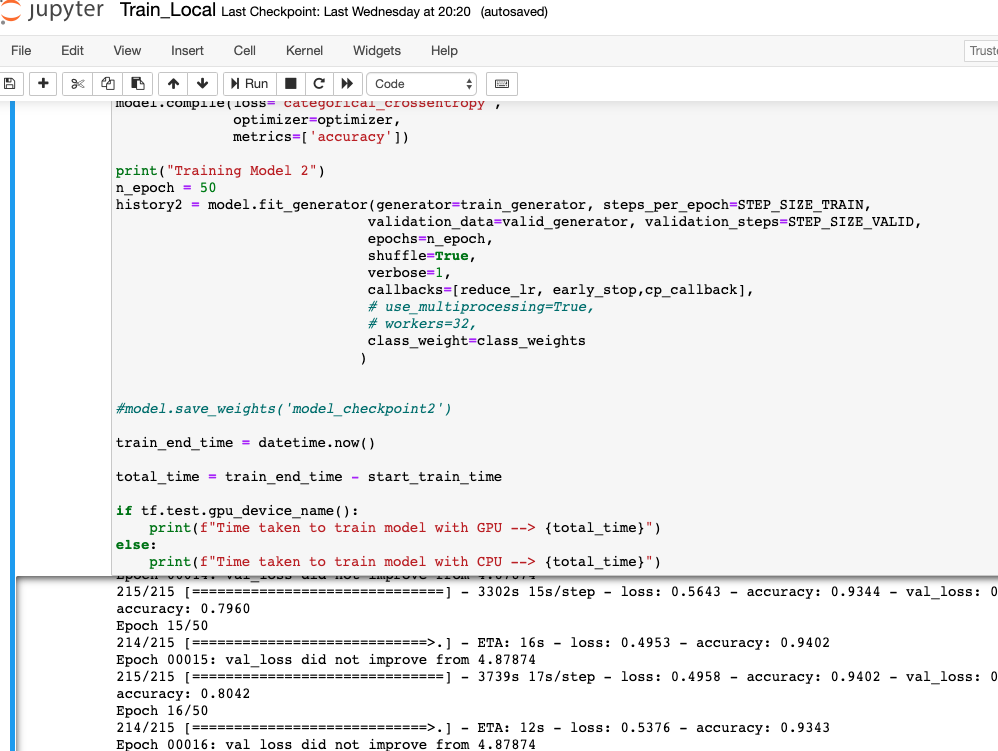 jupyter Train_Local Last Checkpoint: Last Wednesday at 20:20 (autosaved)
File Edit View Insert Cell Kernel Widgets Help Truste
Run Code
model.compile(loss='categorical_crossentropy',
optimizer=optimizer,
metrics=['accuracy'])
print("Training Model 2")
n_epoch = 50
history2 = model.fit_generator(generator=train_generator, steps_per_epoch=STEP_SIZE_TRAIN,
validation_data=valid_generator, validation_steps=STEP_SIZE_VALID,
epochs=n_epoch,
shuffle=True,
verbose=1,
callbacks=[reduce_lr, early_stop,cp_callback],
# use_multiprocessing=True,
# workers=32,
class_weight=class_weights
)
#model.save_weights('model_checkpoint2')
train_end_time = datetime.now()
total_time = train_end_time - start_train_time
if tf.test.gpu_device_name():
print(f"Time taken to train model with GPU --> {total_time}")
else:
print(f"Time taken to train model with CPU --> {total_time}")
Epoch 00014: val_loss did not improve from 4.87874
215/215 [==============================] - 3302s 15s/step - loss: 0.5643 - accuracy: 0.9344 - val_loss: 0
accuracy: 0.7960
Epoch 15/50
214/215 [============================>.] - ETA: 16s - loss: 0.4953 - accuracy: 0.9402
Epoch 00015: val_loss did not improve from 4.87874
215/215 [==============================] - 3739s 17s/step - loss: 0.4958 - accuracy: 0.9402 - val_loss: 0
accuracy: 0.8042
Epoch 16/50
214/215 [============================>.] - ETA: 12s - loss: 0.5376 - accuracy: 0.9343
Epoch 00016: val_loss did not improve from 4.87874